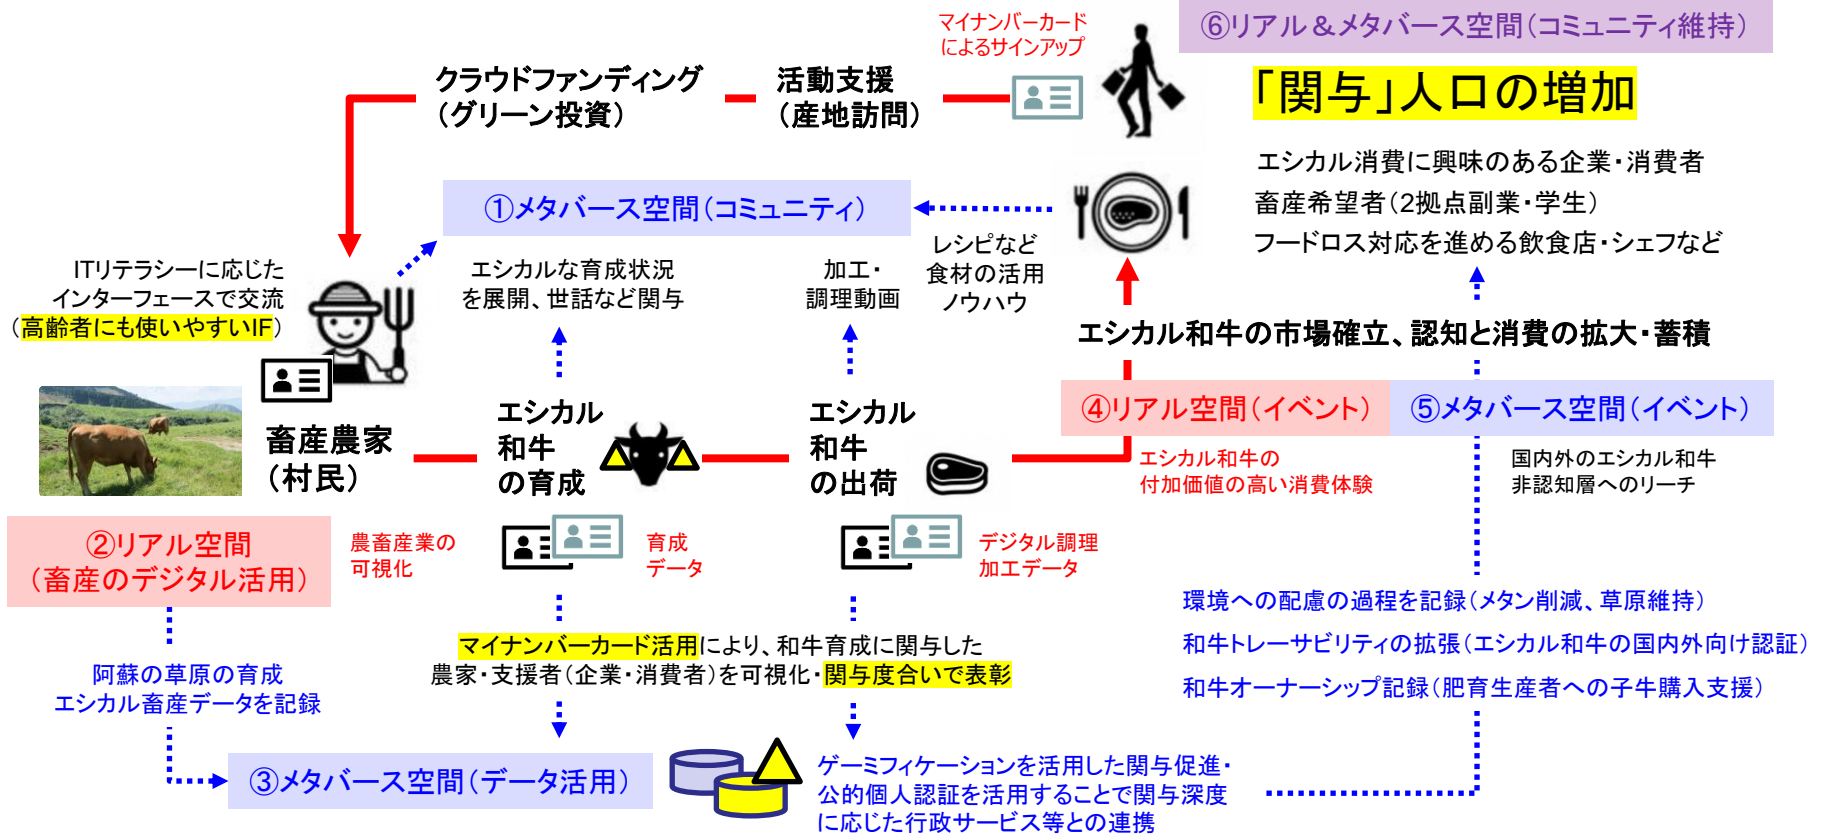 マイナンバーカード
によるサインアップ
⑥リアル＆メタバース空間（コミュニティ維持）
クラウドファンディング
（グリーン投資）
活動支援
（産地訪問）
「関与」人口の増加
エシカル消費に興味のある企業・消費者
畜産希望者（2拠点副業・学生）
フードロス対応を進める飲食店・シェフなど
①メタバース空間（コミュニティ）
レシピなど
食材の活用
ノウハウ
ITリテラシーに応じた
インターフェースで交流
（高齢者にも使いやすいIF）
エシカルな育成状況
を展開、世話など関与
加工・
調理動画
エシカル和牛の市場確立、認知と消費の拡大・蓄積
畜産農家
（村民）
エシカル
和牛
の育成
エシカル
和牛
の出荷
④リアル空間（イベント）
⑤メタバース空間（イベント）
エシカル和牛の
付加価値の高い消費体験
国内外のエシカル和牛
非認知層へのリーチ
②リアル空間
（畜産のデジタル活用）
農畜産業の
可視化
育成
データ
デジタル調理
加工データ
環境への配慮の過程を記録（メタン削減、草原維持）
和牛トレーサビリティの拡張（エシカル和牛の国内外向け認証）
和牛オーナーシップ記録（肥育生産者への子牛購入支援）
マイナンバーカード活用により、和牛育成に関与した
農家・支援者（企業・消費者）を可視化・関与度合いで表彰
阿蘇の草原の育成
エシカル畜産データを記録
③メタバース空間（データ活用）
ゲーミフィケーションを活用した関与促進・
公的個人認証を活用することで関与深度
に応じた行政サービス等との連携